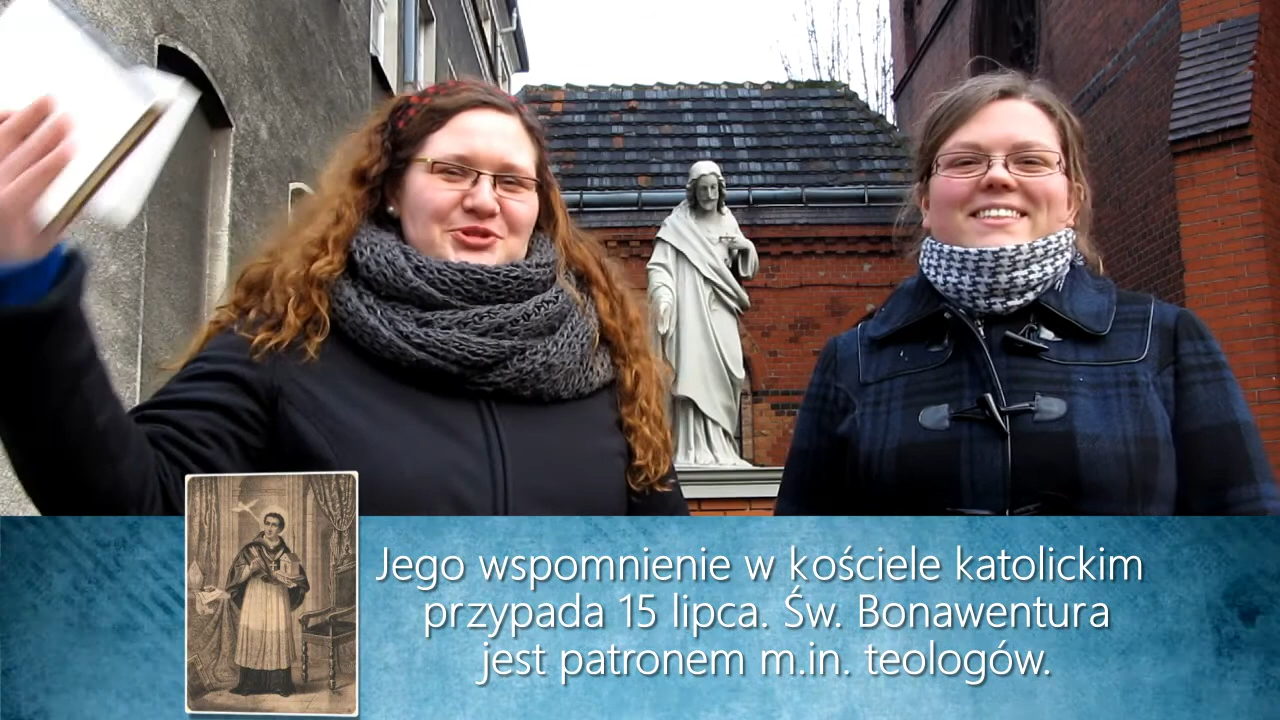 Jego wspomnienie w kościele katolickim
przypada 15 lipca. Św. Bonawentura
jest patronem m.in. teologów.